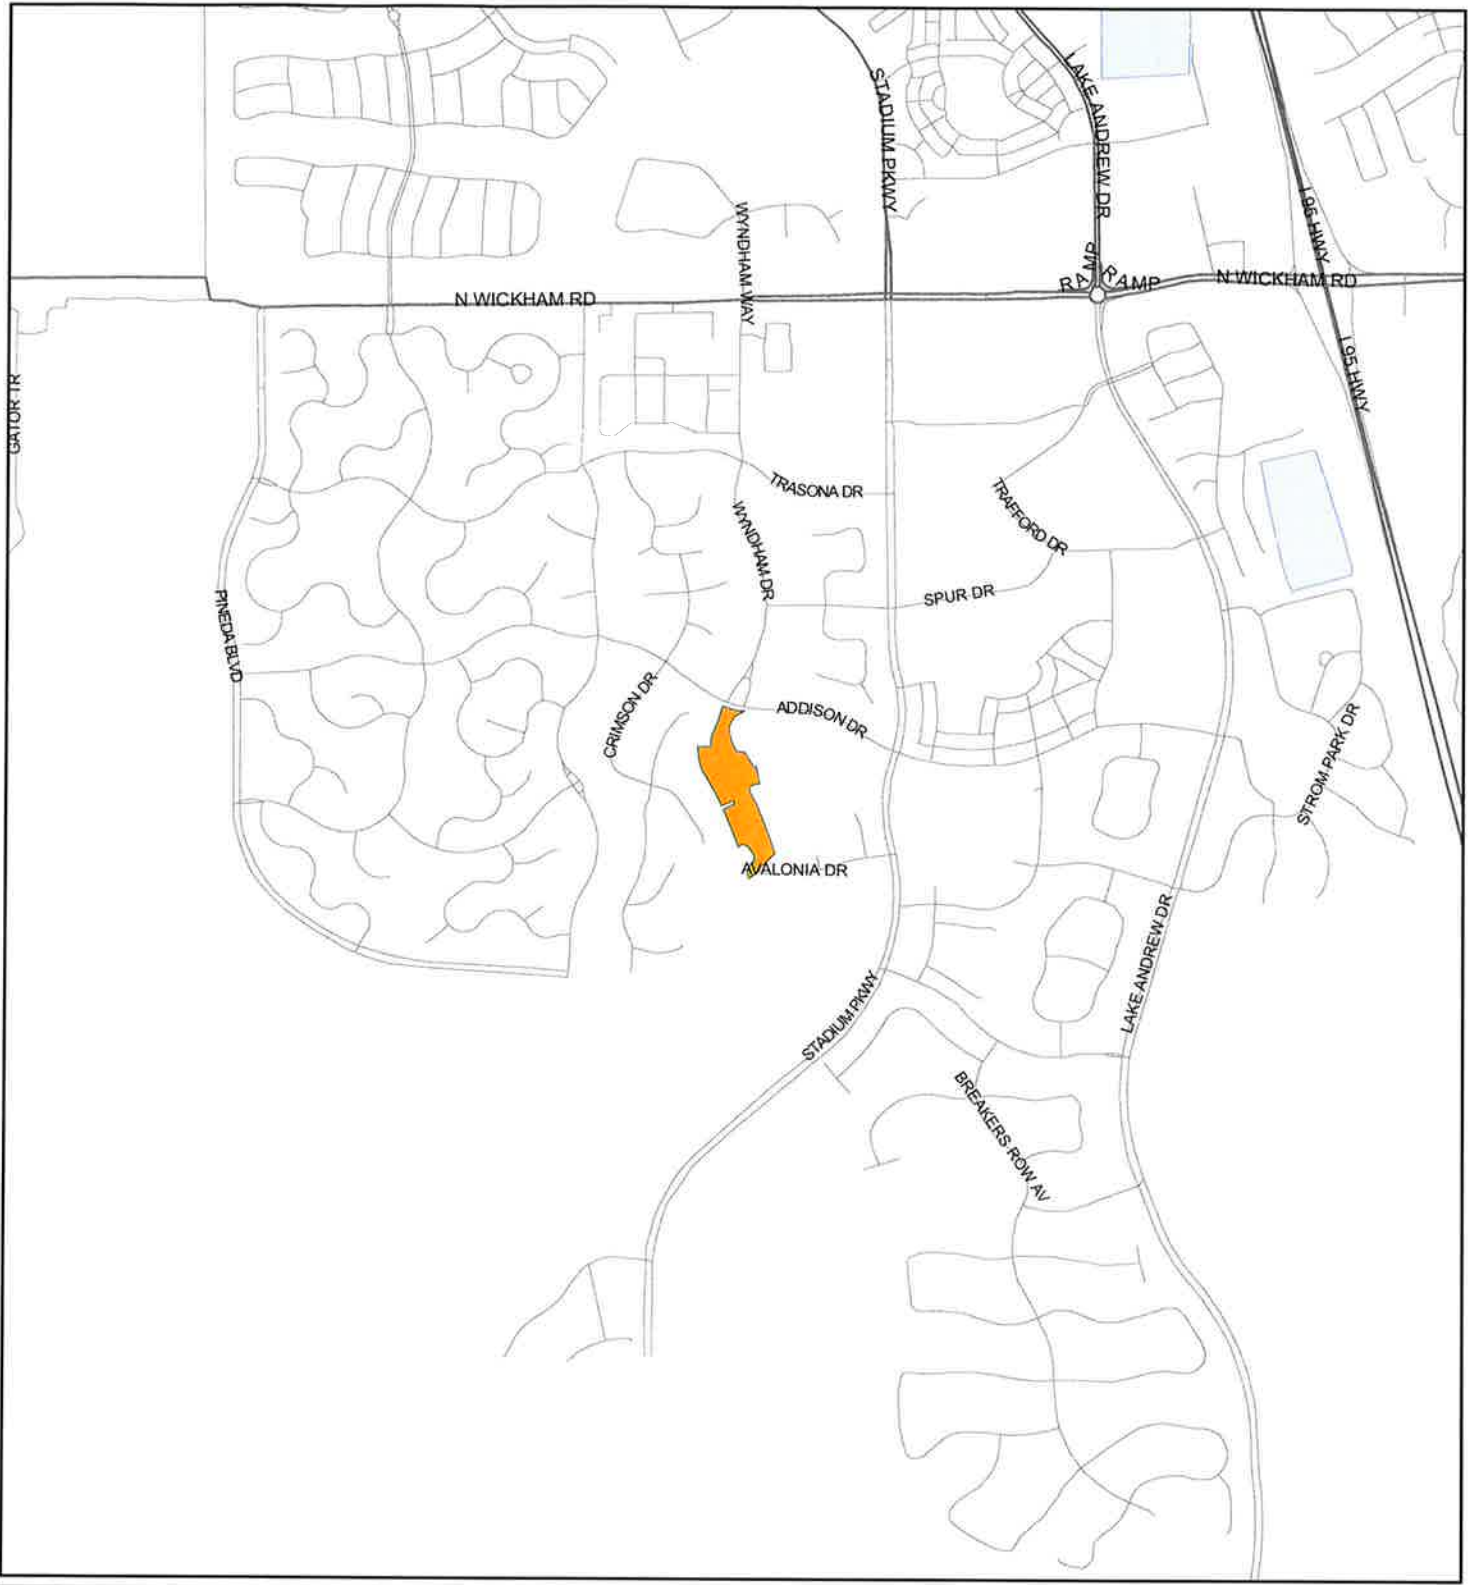 STADIUM PKWY
LAKE ANDREW DR
I 95 HWY
WYNDHAM WAY
RAMP
RAMP
N WICKHAM RD
N WICKHAM RD
I 95 HWY
GATOR TR
TRASONA DR
TRAFFORD DR
WYNDHAM DR
SPUR DR
PINEDA BLVD
CRIMSON DR
ADDISON DR
STROM PARK DR
AVALONIA DR
LAKE ANDREW DR
STADIUM PKWY
BREAKERS ROW AV